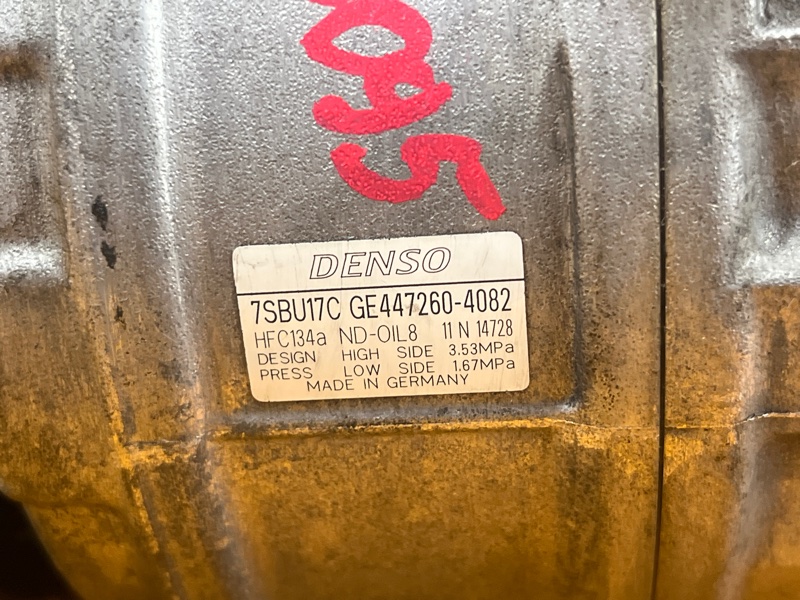 DENSO
7SBU17C GE447260-4082
HFC134a ND-OIL8 11 N 14728
DESIGN HIGH SIDE 3.53MPa
PRESS LOW SIDE 1.67MPa
MADE IN GERMANY